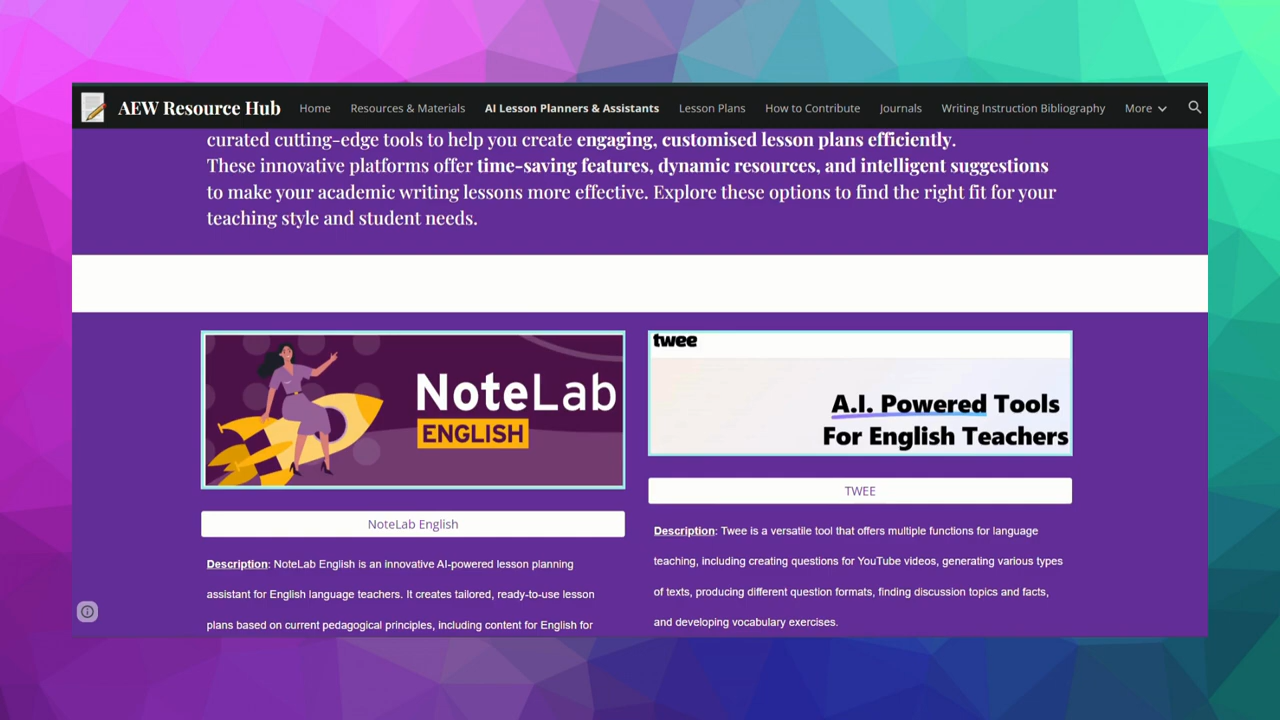 AEW Resource Hub Home Resources & Materials AI Lesson Planners & Assistants Lesson Plans How to Contribute Journals Writing Instruction Bibliography More
curated cutting-edge tools to help you create engaging, customised lesson plans efficiently.
These innovative platforms offer time-saving features, dynamic resources, and intelligent suggestions
to make your academic writing lessons more effective. Explore these options to find the right fit for your
teaching style and student needs.
NoteLab
ENGLISH
NoteLab English
Description: NoteLab English is an innovative AI-powered lesson planning
assistant for English language teachers. It creates tailored, ready-to-use lesson
plans based on current pedagogical principles, including content for English for
twee
A.I. Powered Tools
For English Teachers
TWEE
Description: Twee is a versatile tool that offers multiple functions for language
teaching, including creating questions for YouTube videos, generating various types
of texts, producing different question formats, finding discussion topics and facts,
and developing vocabulary exercises.